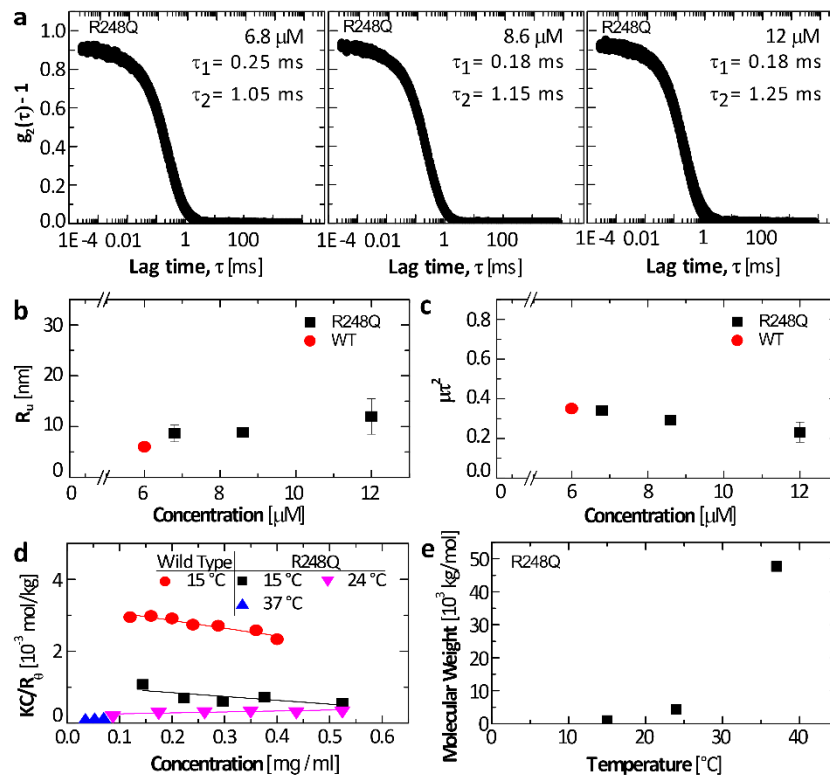 a
R248Q 6.8 μM
τ1= 0.25 ms
τ2= 1.05 ms
R248Q 8.6 μM
τ1= 0.18 ms
τ2= 1.15 ms
R248Q 12 μM
τ1= 0.18 ms
τ2= 1.25 ms
g2(τ) - 1
1.0
0.8
0.6
0.4
0.2
0.0
1E-4 0.01 1 100
1E-4 0.01 1 100
1E-4 0.01 1 100
Lag time, τ [ms]
Lag time, τ [ms]
Lag time, τ [ms]
b
R248Q
WT
Ru [nm]
30
20
10
0
0 6 8 10 12
Concentration [μM]
c
R248Q
WT
μτ²
0.8
0.6
0.4
0.2
0.0
0 6 8 10 12
Concentration [μM]
d
Wild Type R248Q
15 °C 15 °C 24 °C
37 °C
KC/Rθ [10-3 mol/kg]
4
2
0
0.0 0.1 0.2 0.3 0.4 0.5 0.6
Concentration [mg / ml]
e
R248Q
Molecular Weight [10³ kg/mol]
50
40
30
20
10
0
0 10 20 30 40
Temperature [°C]